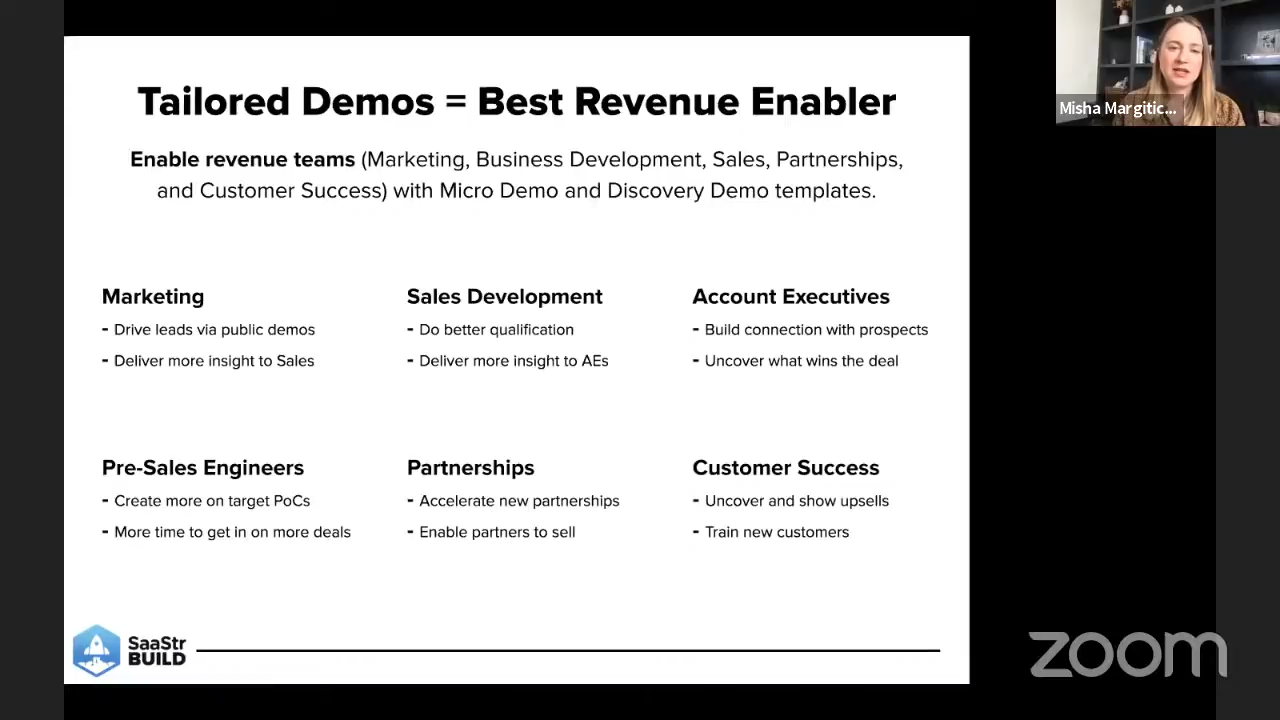 Tailored Demos = Best Revenue Enabler
Enable revenue teams (Marketing, Business Development, Sales, Partnerships,
and Customer Success) with Micro Demo and Discovery Demo templates.
Marketing
- Drive leads via public demos
- Deliver more insight to Sales
Sales Development
- Do better qualification
- Deliver more insight to AEs
Account Executives
- Build connection with prospects
- Uncover what wins the deal
Pre-Sales Engineers
- Create more on target PoCs
- More time to get in on more deals
Partnerships
- Accelerate new partnerships
- Enable partners to sell
Customer Success
- Uncover and show upsells
- Train new customers
SaaStr
BUILD
Misha Margitic...
zoom